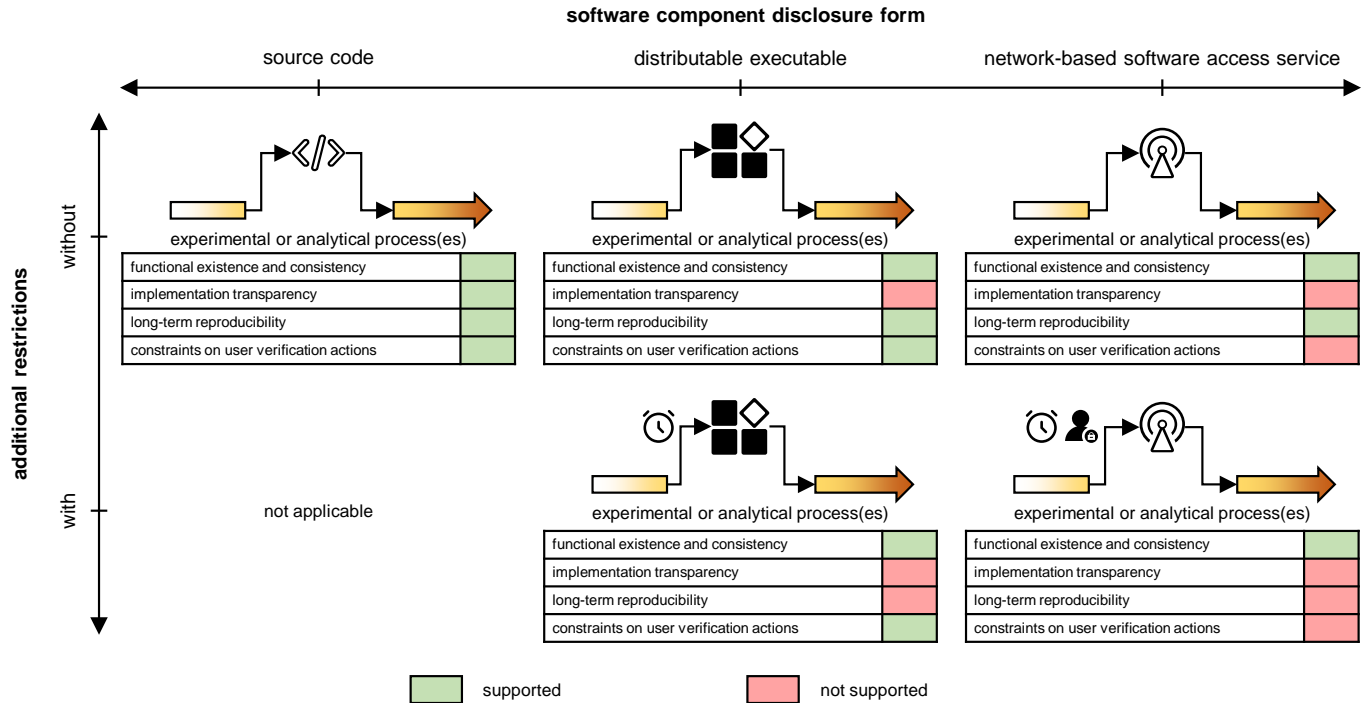 software component disclosure form
source code
distributable executable
network-based software access service
additional restrictions
without
experimental or analytical process(es)
functional existence and consistency
implementation transparency
long-term reproducibility
constraints on user verification actions
experimental or analytical process(es)
functional existence and consistency
implementation transparency
long-term reproducibility
constraints on user verification actions
experimental or analytical process(es)
functional existence and consistency
implementation transparency
long-term reproducibility
constraints on user verification actions
with
not applicable
experimental or analytical process(es)
functional existence and consistency
implementation transparency
long-term reproducibility
constraints on user verification actions
experimental or analytical process(es)
functional existence and consistency
implementation transparency
long-term reproducibility
constraints on user verification actions
supported
not supported